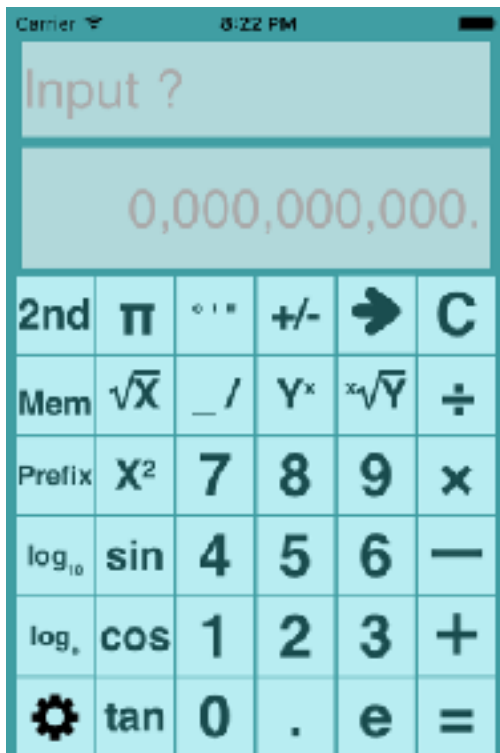 Carrier 8:22 PM
Input ?
0,000,000,000.
2nd π ° ' " +/- C
Mem √X _ / Yˣ ˣ√Y ÷
Prefix X² 7 8 9 ×
log₁₀ sin 4 5 6 —
logₑ cos 1 2 3 +
tan 0 . e =